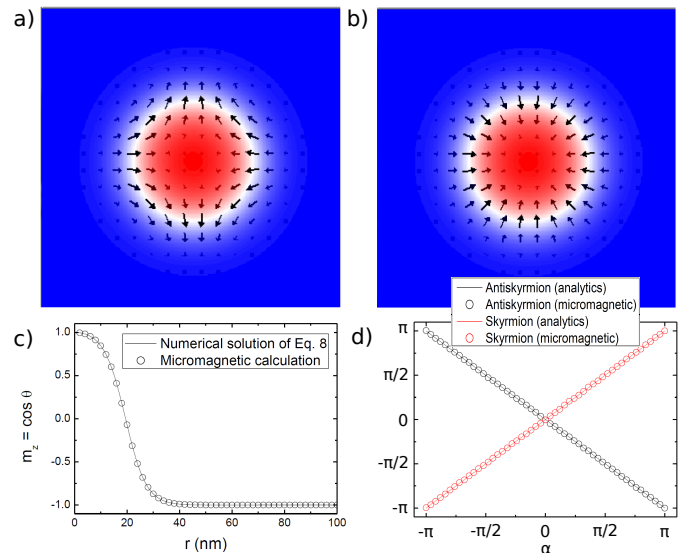 a)
b)
c)
1.0
0.5
0.0
-0.5
-1.0
m_z = cos θ
Numerical solution of Eq. 8
Micromagnetic calculation
0
20
40
60
80
100
r (nm)
d)
Antiskyrmion (analytics)
Antiskyrmion (micromagnetic)
Skyrmion (analytics)
Skyrmion (micromagnetic)
π
π/2
0
-π/2
-π
-π
-π/2
0
π/2
π
α